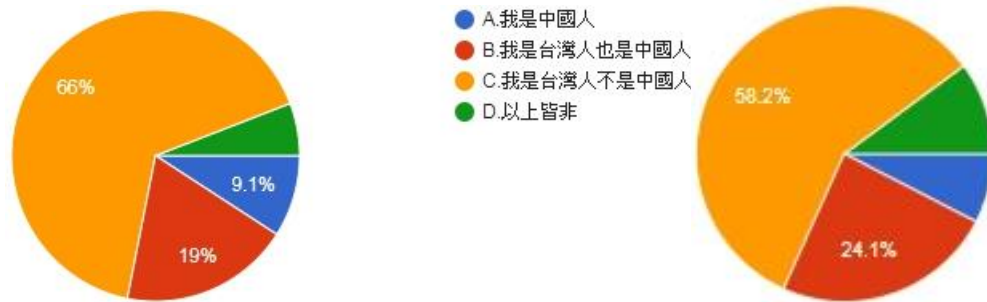 66%
9.1%
19%
A.我是中國人
B.我是台灣人也是中國人
C.我是台灣人不是中國人
D.以上皆非
58.2%
24.1%